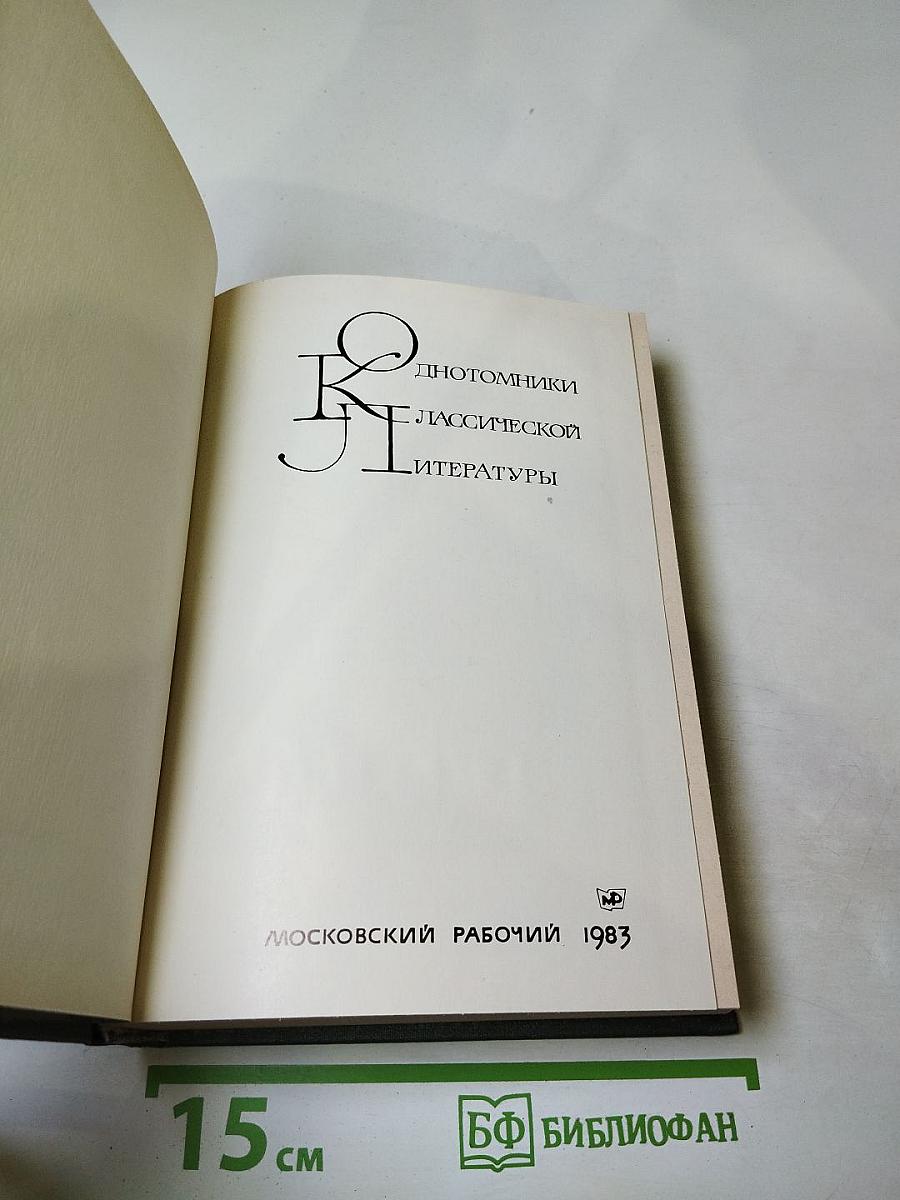 Однотомники
Классической
Литературы
МР
МОСКОВСКИЙ РАБОЧИЙ 1983
15 см
БФ БИБЛИОФАН